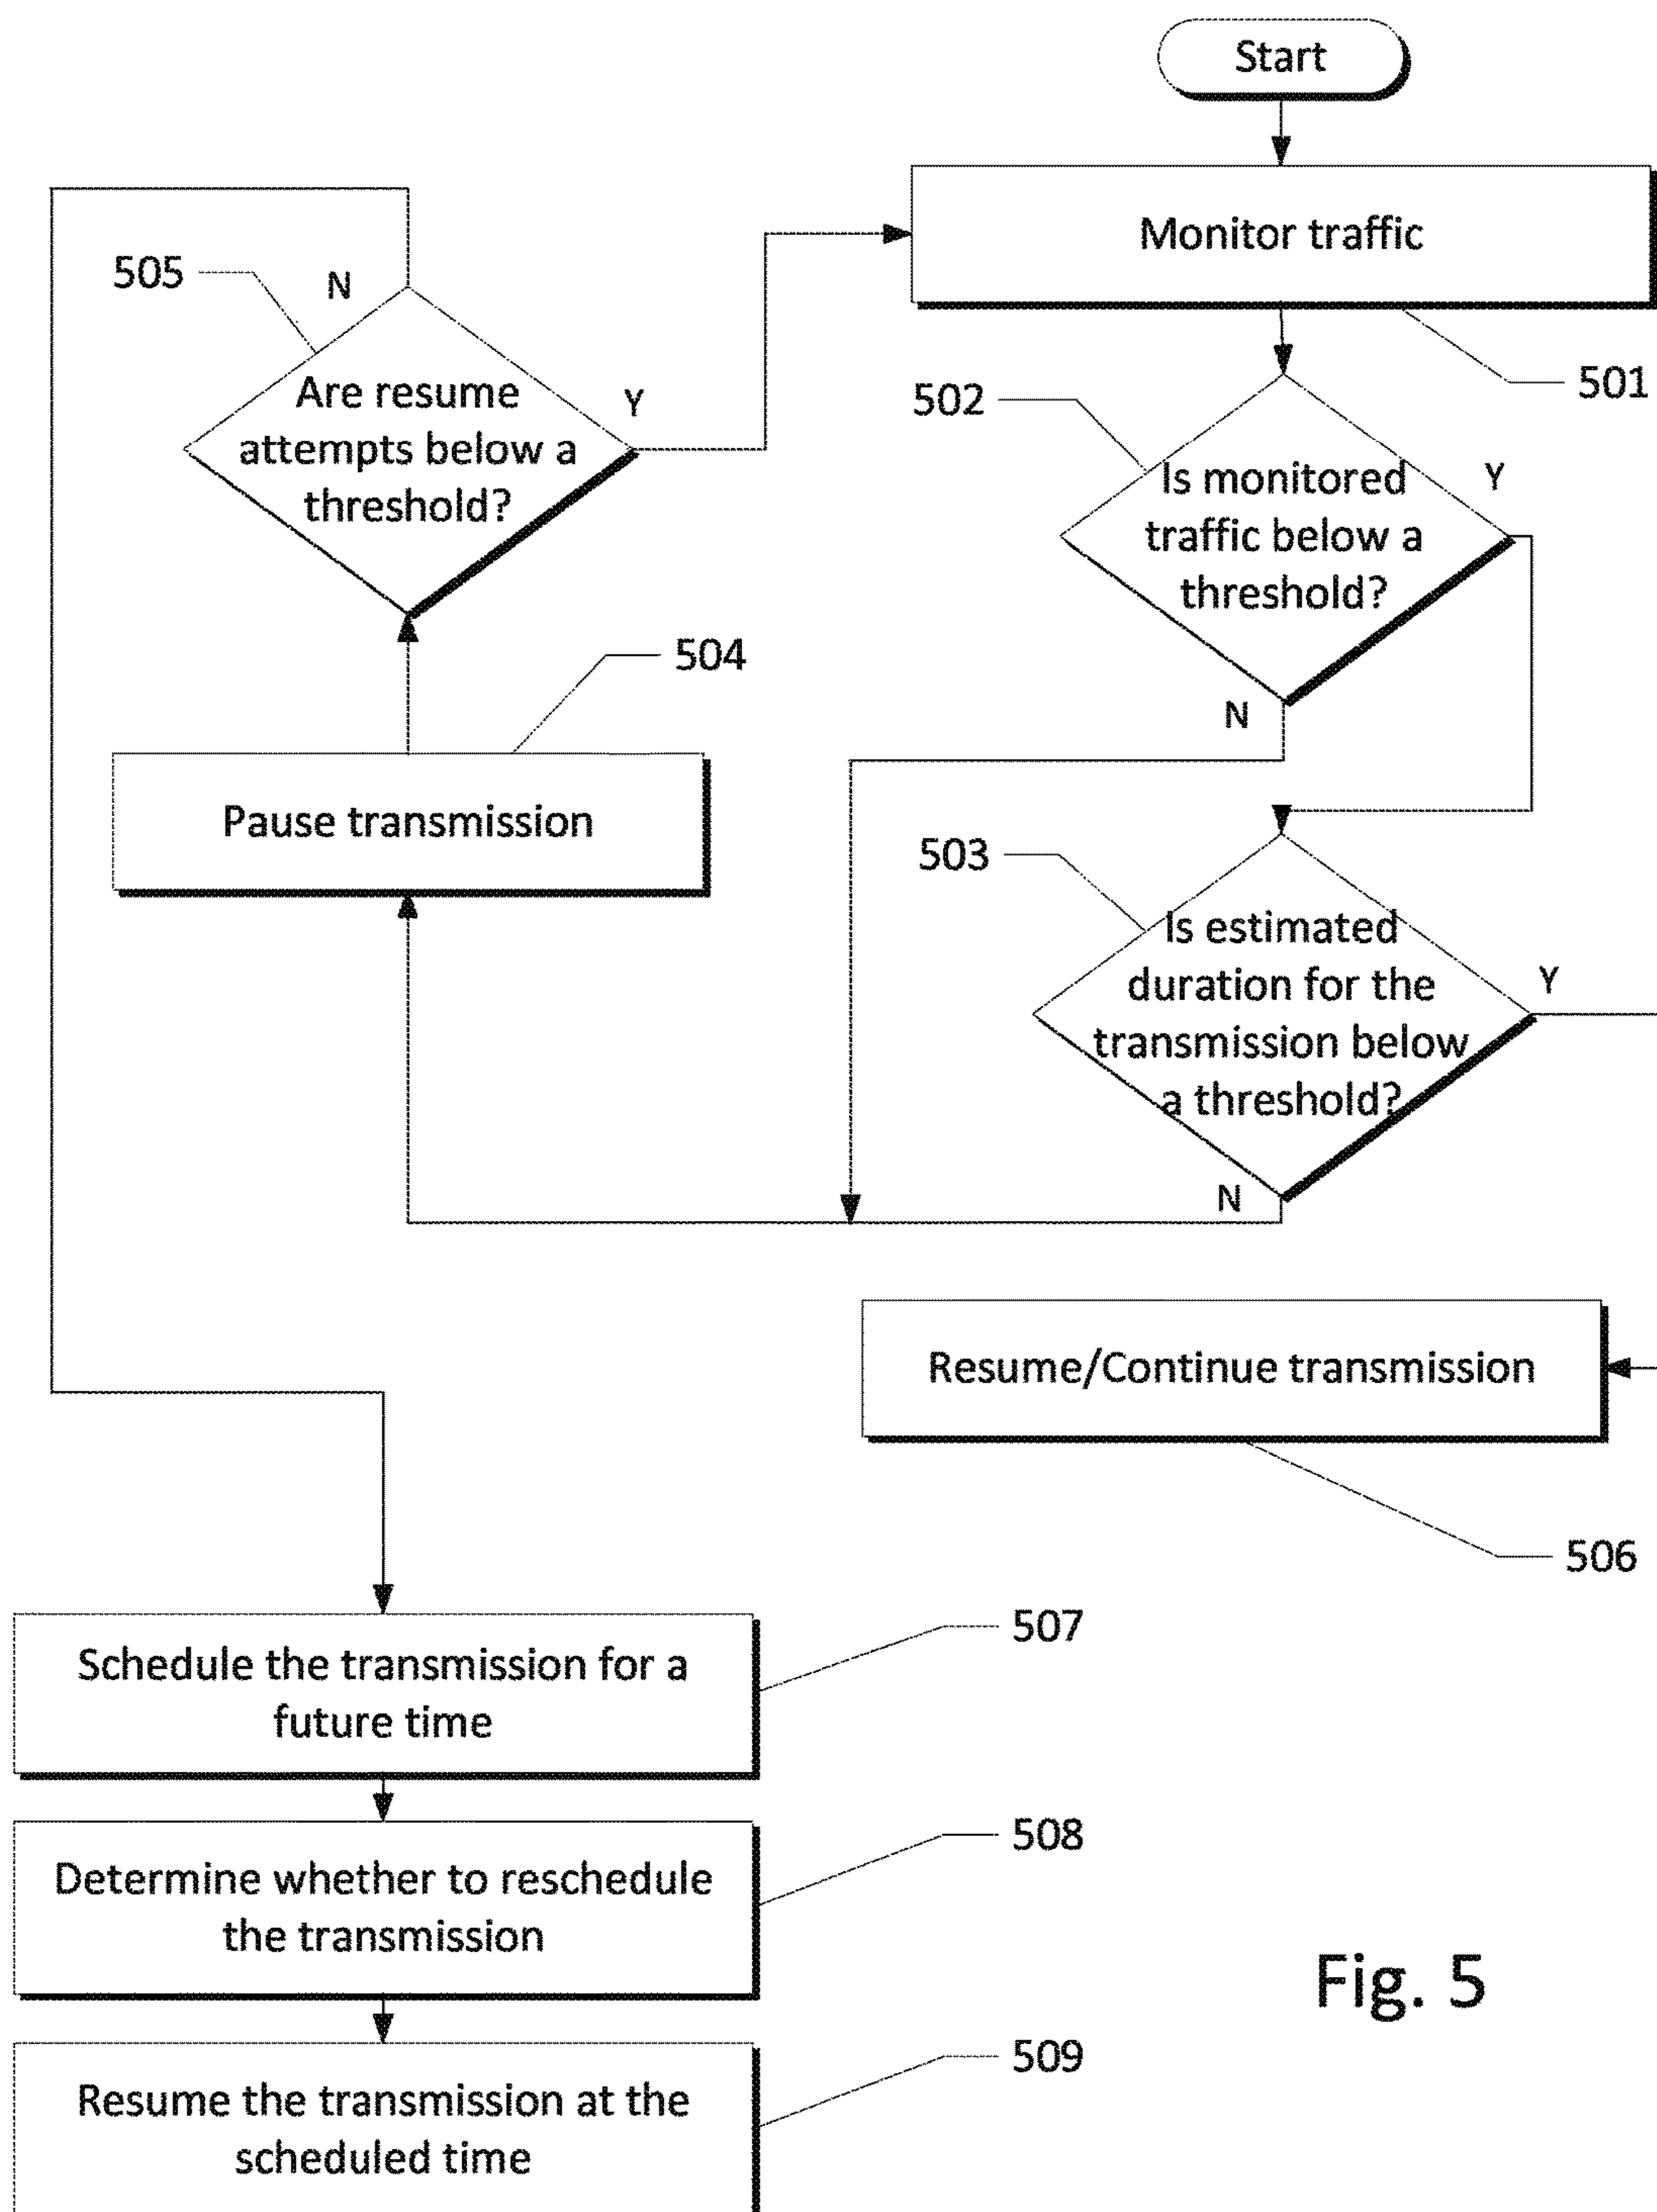 Start
Monitor traffic
501
505
N
Are resume
attempts below a
threshold?
Y
502
Is monitored
traffic below a
threshold?
Y
N
504
Pause transmission
503
Is estimated
duration for the
transmission below
a threshold?
Y
N
Resume/Continue transmission
506
Schedule the transmission for a
future time
507
Determine whether to reschedule
the transmission
508
Resume the transmission at the
scheduled time
509
Fig. 5